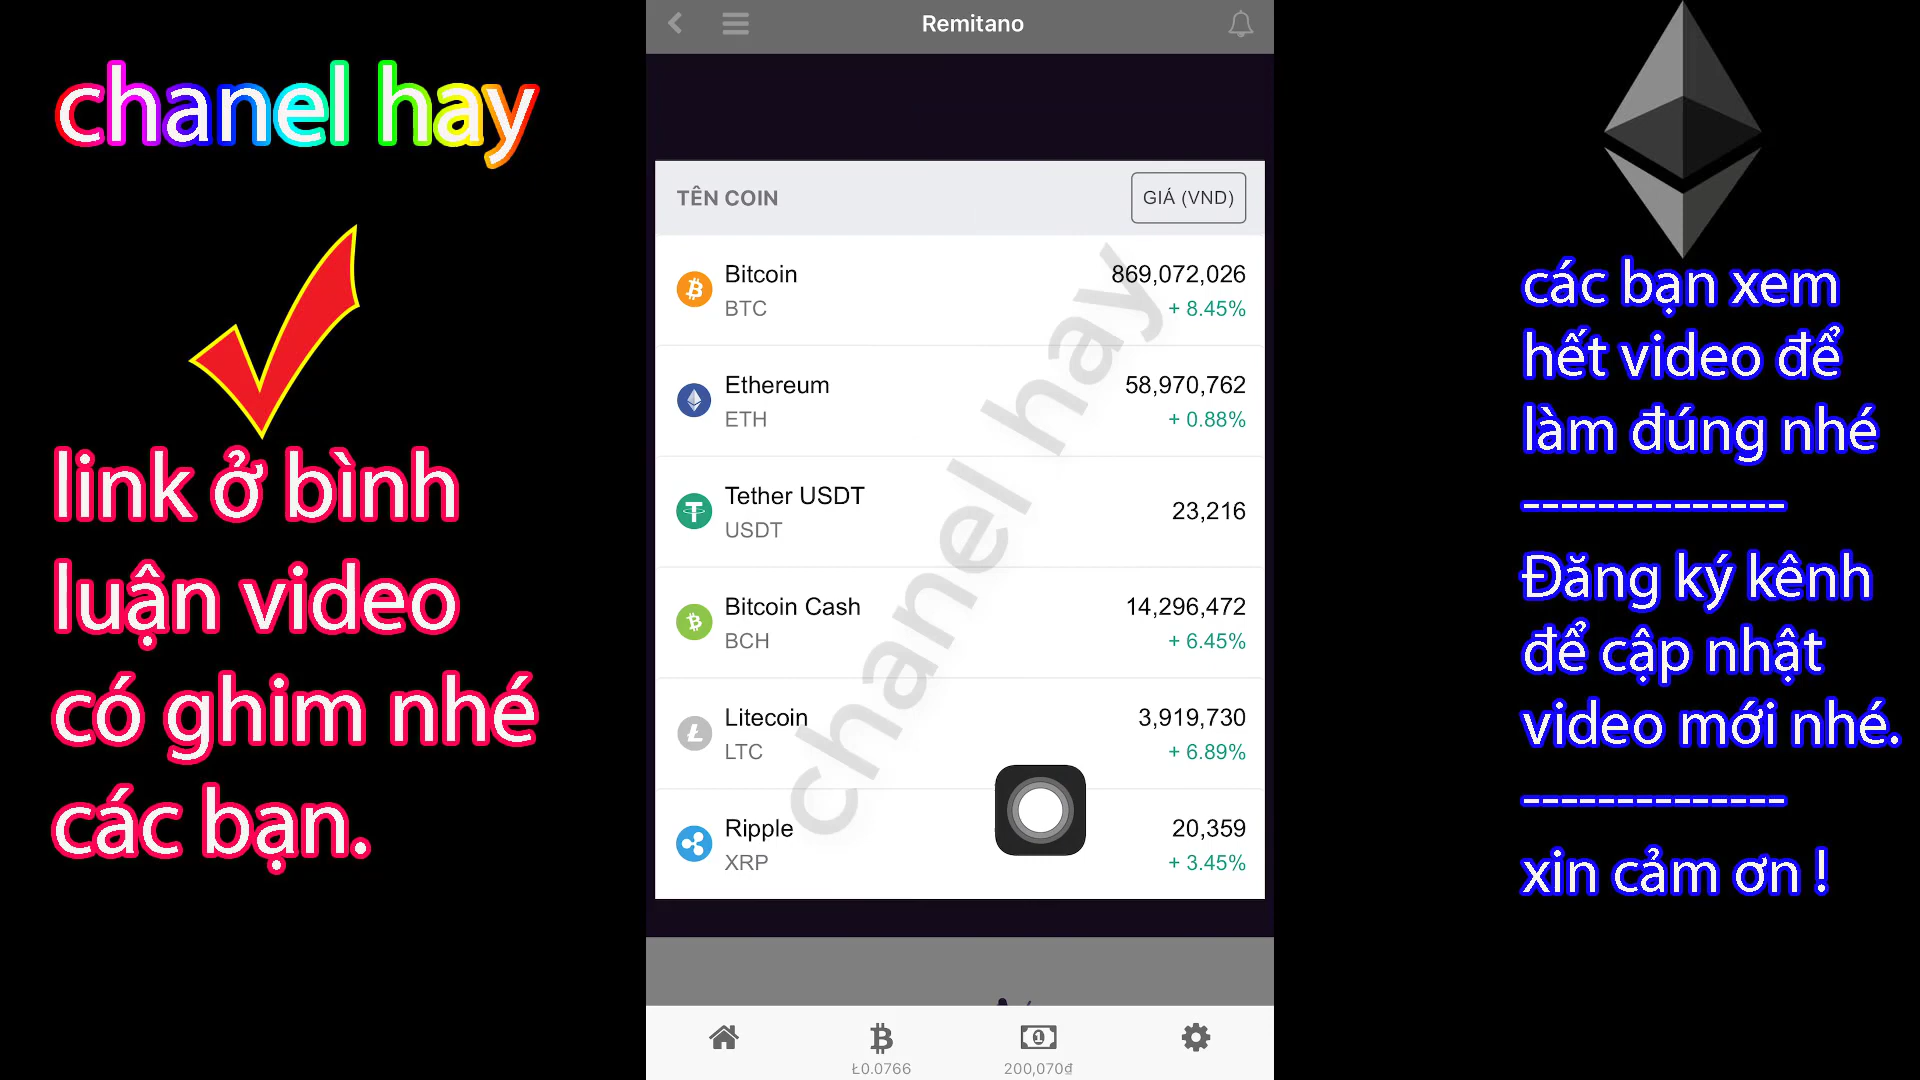 chanel hay
link ở bình
luận video
có ghim nhé
các bạn.
Remitano
TÊN COIN
GIÁ (VND)
Bitcoin
869,072,026
BTC
+ 8.45%
Ethereum
58,970,762
ETH
+ 0.88%
Tether USDT
23,216
USDT
Bitcoin Cash
14,296,472
BCH
+ 6.45%
Litecoin
3,919,730
LTC
+ 6.89%
Ripple
20,359
XRP
+ 3.45%
chanel hay
Ł0.0766
200,070₫
các bạn xem
hết video để
làm đúng nhé
--------------
Đăng ký kênh
để cập nhật
video mới nhé.
--------------
xin cảm ơn !